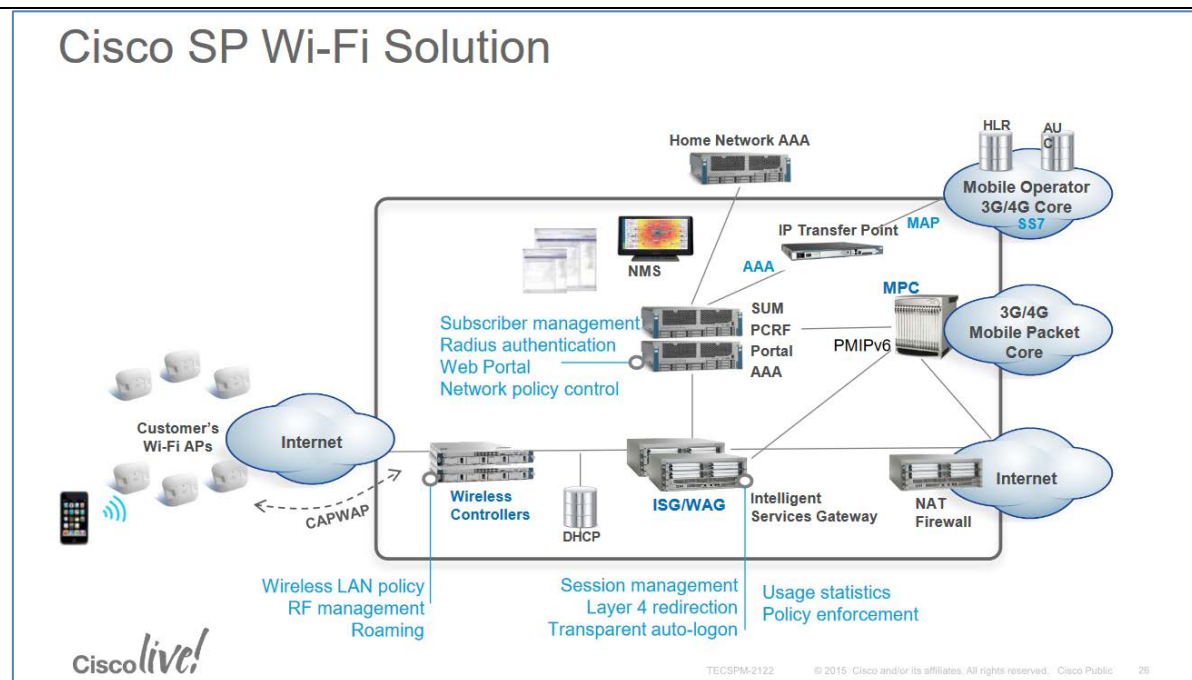 Cisco SP Wi-Fi Solution
HLR
AU
C
Home Network AAA
Mobile Operator
3G/4G Core
SS7
MAP
IP Transfer Point
NMS
AAA
MPC
SUM
PCRF
Portal
AAA
PMIPv6
3G/4G
Mobile Packet
Core
Subscriber management
Radius authentication
Web Portal
Network policy control
Customer's
Wi-Fi APs
Internet
CAPWAP
Wireless
Controllers
DHCP
ISG/WAG
Intelligent
Services Gateway
NAT
Firewall
Internet
Wireless LAN policy
RF management
Roaming
Session management
Layer 4 redirection
Transparent auto-logon
Usage statistics
Policy enforcement
Cisco live!
TECSPM-2122 © 2015 Cisco and/or its affiliates. All rights reserved. Cisco Public 26